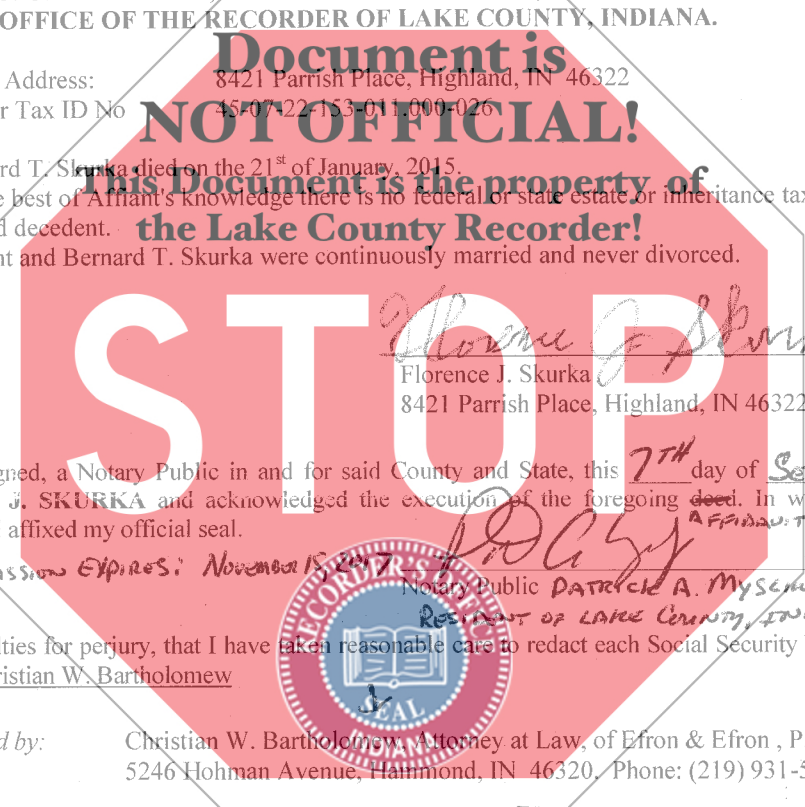 OFFICE OF THE RECORDER OF LAKE COUNTY, INDIANA.
Document is
Address: 8421 Parrish Place, Highland, IN 46322
r Tax ID No 45-07-22-153-011.000-026
NOT OFFICIAL!
rd T. Skurka died on the 21st of January, 2015.
This Document is the property of
e best of Affiant's knowledge there is no federal or state estate or inheritance tax
d decedent.
the Lake County Recorder!
nt and Bernard T. Skurka were continuously married and never divorced.
STOP
Florence J. Skur
Florence J. Skurka
8421 Parrish Place, Highland, IN 46322
gned, a Notary Public in and for said County and State, this 7TH day of Se
J. SKURKA and acknowledged the execution of the foregoing deed. In w
AFFIDAVIT
affixed my official seal.
ssion EXPIRES: NOVEMBER 15, 2017
Notary Public PATRICK A. MYSCH
RESIDENT OF LAKE COUNTY, IN
lties for perjury, that I have taken reasonable care to redact each Social Security
ristian W. Bartholomew
RECORDER'S OFFICE
SEAL
INDIANA
d by: Christian W. Bartholomew, Attorney at Law, of Efron & Efron , P
5246 Hohman Avenue, Hammond, IN 46320, Phone: (219) 931-5